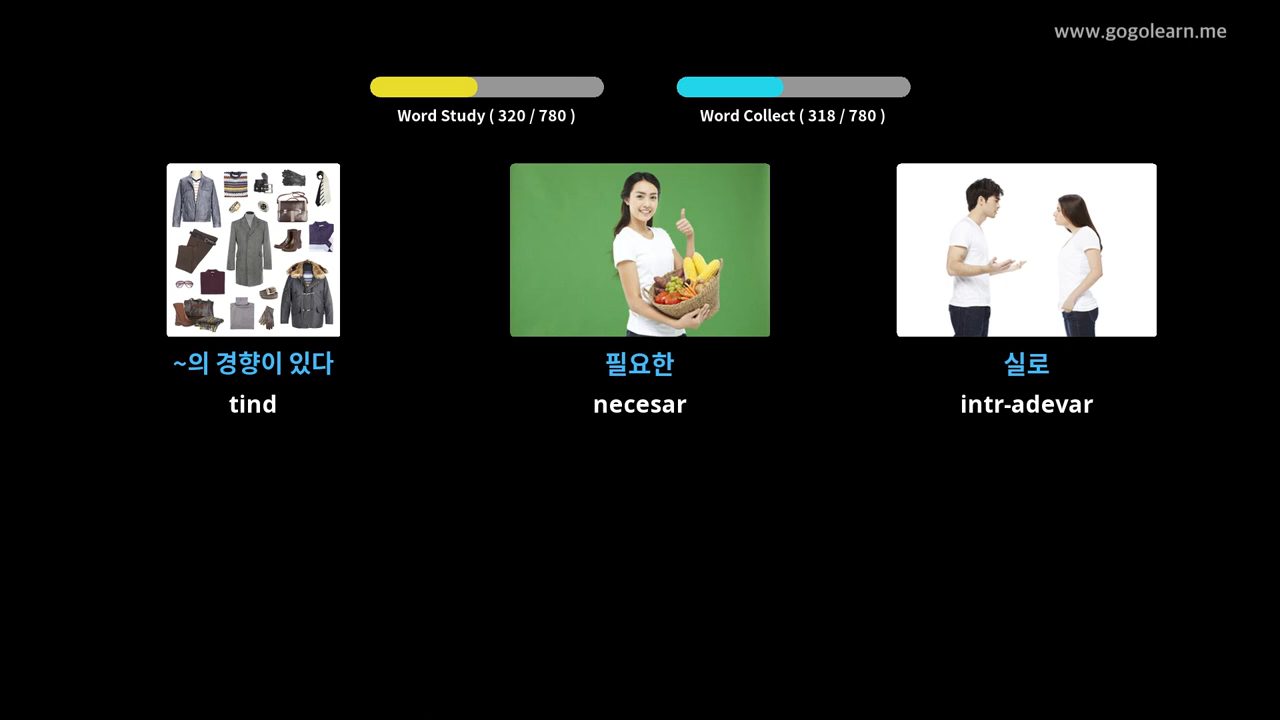 www.gogolearn.me
Word Study ( 320 / 780 )
Word Collect ( 318 / 780 )
~의 경향이 있다
tind
필요한
necesar
실로
intr-adevar